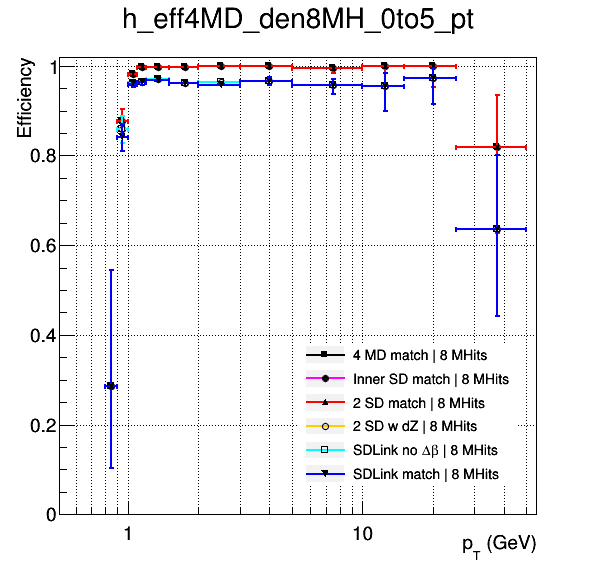 h_eff4MD_den8MH_0to5_pt
Efficiency
1
0.8
0.6
0.4
0.2
0
4 MD match | 8 MHits
Inner SD match | 8 MHits
2 SD match | 8 MHits
2 SD w dZ | 8 MHits
SDLink no Δβ | 8 MHits
SDLink match | 8 MHits
1 10
p_T (GeV)